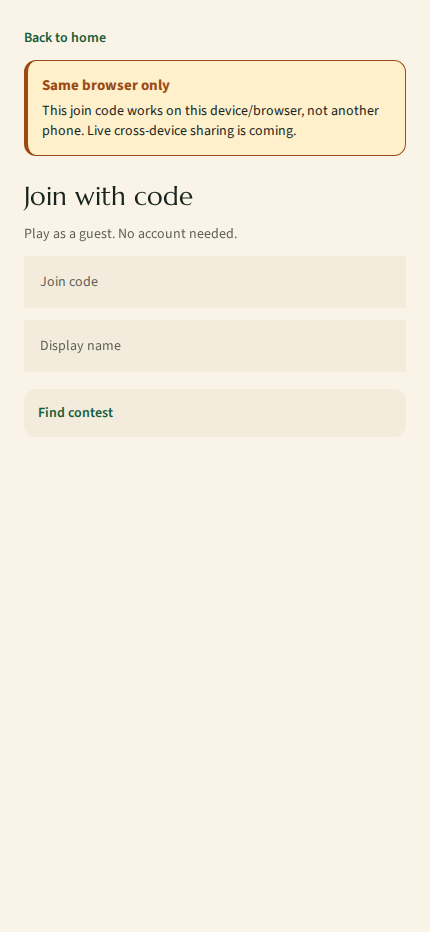 Back to home
Same browser only
This join code works on this device/browser, not another
phone. Live cross-device sharing is coming.
Join with code
Play as a guest. No account needed.
Join code
Display name
Find contest